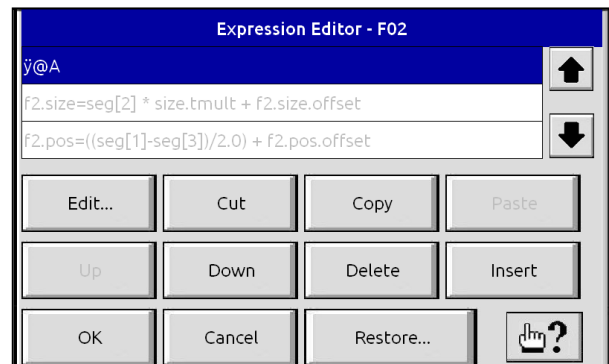 Expression Editor - F02
ÿ@A
f2.size=seg[2] * size.tmult + f2.size.offset
f2.pos=((seg[1]-seg[3])/2.0) + f2.pos.offset
Edit... Cut Copy Paste
Up Down Delete Insert
OK Cancel Restore... ?